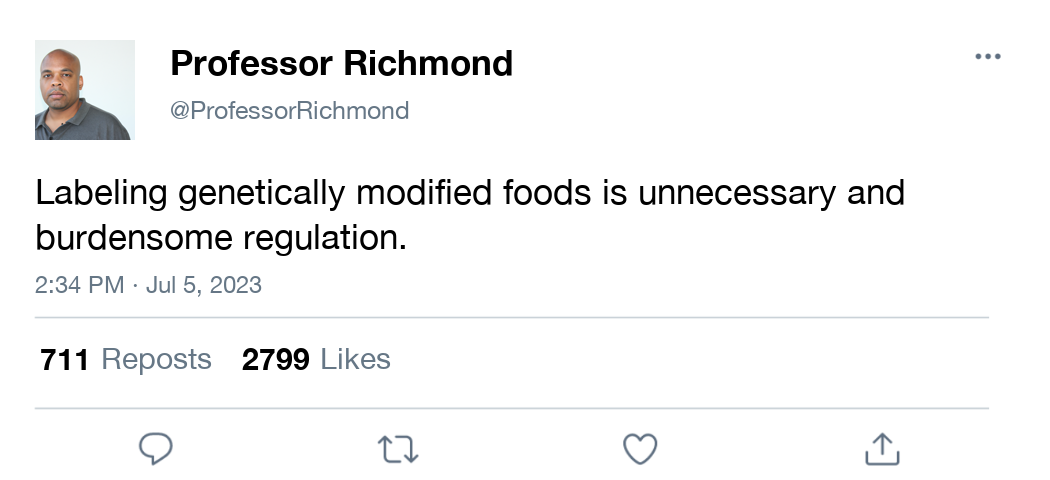 Professor Richmond
@ProfessorRichmond
Labeling genetically modified foods is unnecessary and
burdensome regulation.
2:34 PM · Jul 5, 2023
711 Reposts 2799 Likes